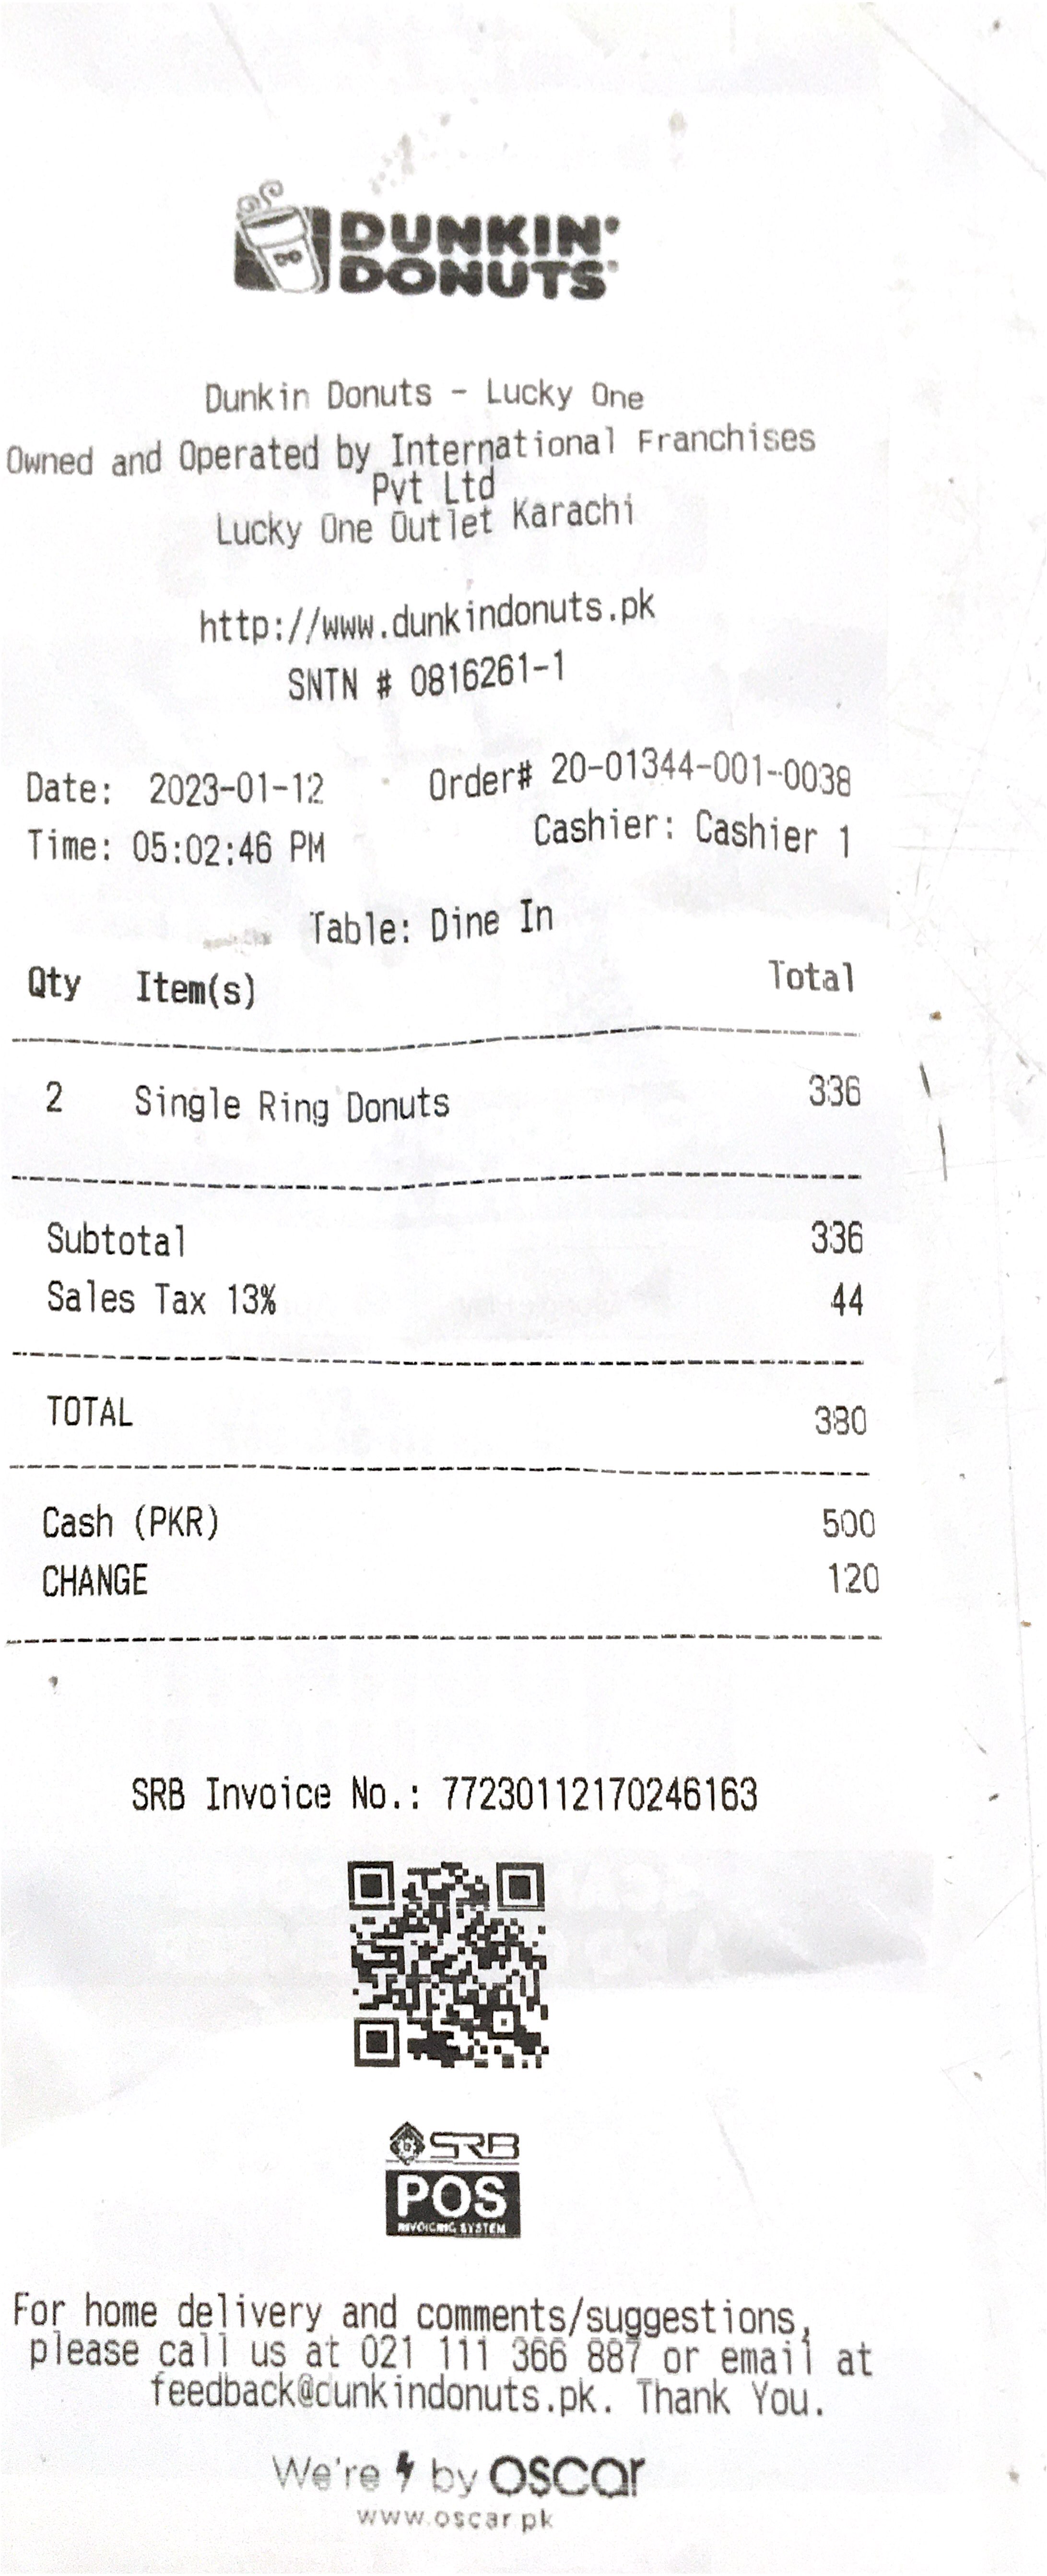 DUNKIN'
DONUTS
Dunkin Donuts - Lucky One
Owned and Operated by International Franchises
Pvt Ltd
Lucky One Outlet Karachi
http://www.dunkindonuts.pk
SNTN # 0816261-1
Date: 2023-01-12 Order# 20-01344-001-0038
Time: 05:02:46 PM Cashier: Cashier 1
Table: Dine In
Qty Item(s) Total
2 Single Ring Donuts 336
Subtotal 336
Sales Tax 13% 44
TOTAL 380
Cash (PKR) 500
CHANGE 120
SRB Invoice No.: 77230112170246163
SRB
POS
INVOICING SYSTEM
For home delivery and comments/suggestions,
please call us at 021 111 366 887 or email at
feedback@dunkindonuts.pk. Thank You.
We're by oscar
www.oscar.pk